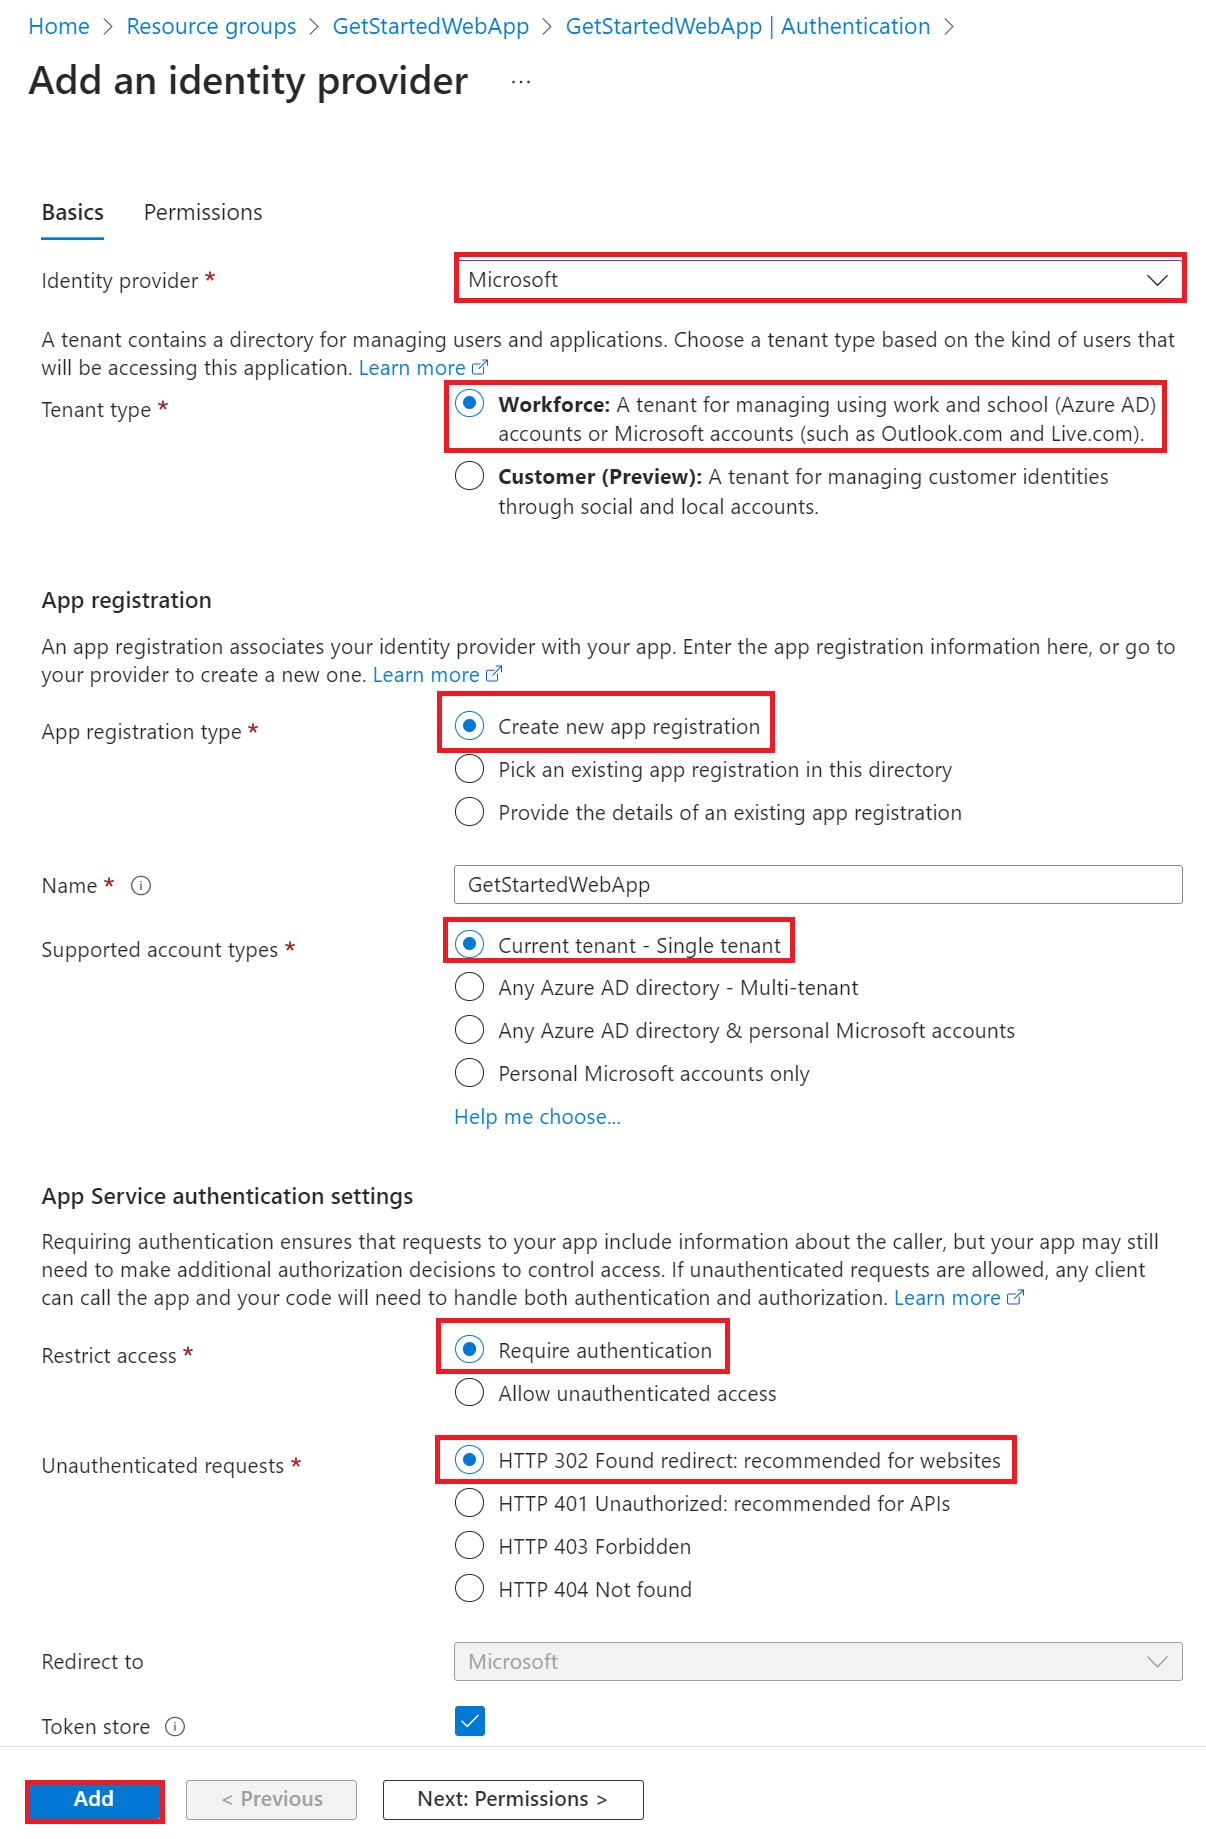 Home > Resource groups > GetStartedWebApp > GetStartedWebApp | Authentication >
Add an identity provider ...
Basics Permissions
Identity provider * Microsoft
A tenant contains a directory for managing users and applications. Choose a tenant type based on the kind of users that
will be accessing this application. Learn more
Tenant type *
Workforce: A tenant for managing using work and school (Azure AD)
accounts or Microsoft accounts (such as Outlook.com and Live.com).
Customer (Preview): A tenant for managing customer identities
through social and local accounts.
App registration
An app registration associates your identity provider with your app. Enter the app registration information here, or go to
your provider to create a new one. Learn more
App registration type * Create new app registration
Pick an existing app registration in this directory
Provide the details of an existing app registration
Name * GetStartedWebApp
Supported account types * Current tenant - Single tenant
Any Azure AD directory - Multi-tenant
Any Azure AD directory & personal Microsoft accounts
Personal Microsoft accounts only
Help me choose...
App Service authentication settings
Requiring authentication ensures that requests to your app include information about the caller, but your app may still
need to make additional authorization decisions to control access. If unauthenticated requests are allowed, any client
can call the app and your code will need to handle both authentication and authorization. Learn more
Restrict access * Require authentication
Allow unauthenticated access
Unauthenticated requests * HTTP 302 Found redirect: recommended for websites
HTTP 401 Unauthorized: recommended for APIs
HTTP 403 Forbidden
HTTP 404 Not found
Redirect to Microsoft
Token store
Add < Previous Next: Permissions >